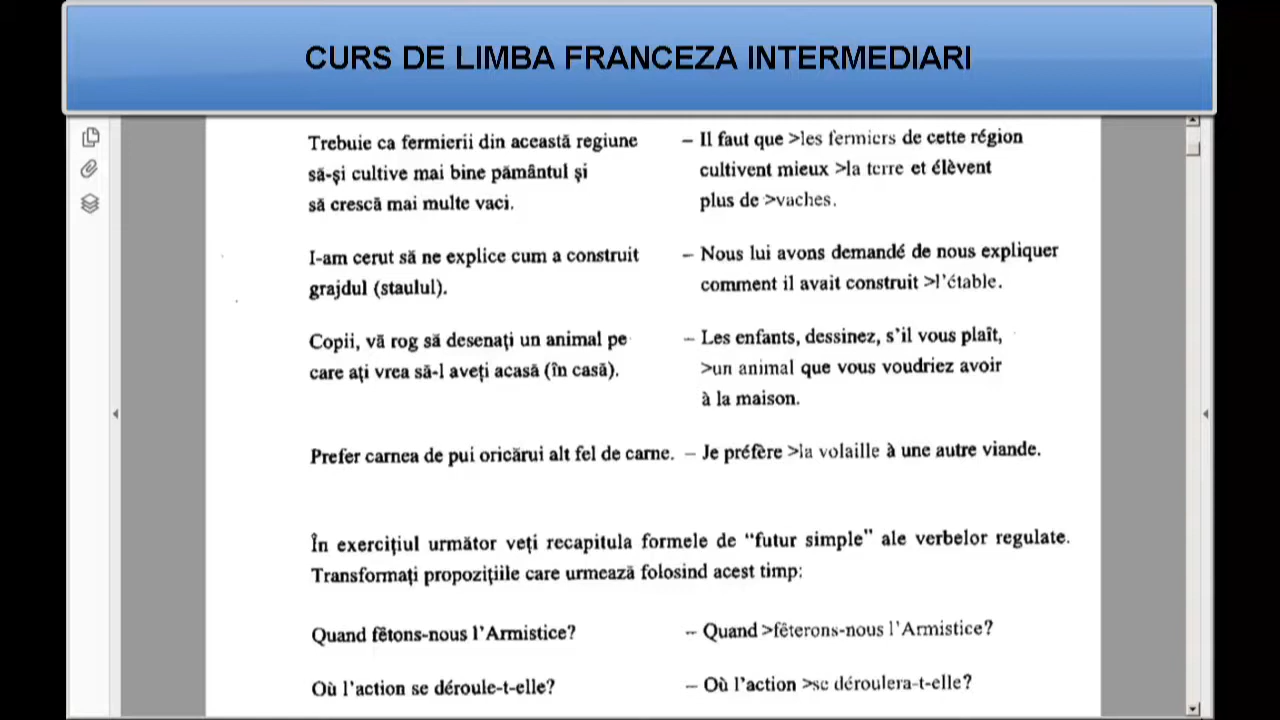 CURS DE LIMBA FRANCEZA INTERMEDIARI
Trebuie ca fermierii din această regiune
să-şi cultive mai bine pământul şi
să crescă mai multe vaci.
– Il faut que >les fermiers de cette région
cultivent mieux >la terre et élèvent
plus de >vaches.
I-am cerut să ne explice cum a construit
grajdul (staulul).
– Nous lui avons demandé de nous expliquer
comment il avait construit >l'étable.
Copii, vă rog să desenaţi un animal pe
care aţi vrea să-l aveţi acasă (în casă).
– Les enfants, dessinez, s'il vous plaît,
>un animal que vous voudriez avoir
à la maison.
Prefer carnea de pui oricărui alt fel de carne. – Je préfère >la volaille à une autre viande.
În exerciţiul următor veţi recapitula formele de "futur simple" ale verbelor regulate.
Transformaţi propoziţiile care urmează folosind acest timp:
Quand fêtons-nous l'Armistice? – Quand >fêterons-nous l'Armistice?
Où l'action se déroule-t-elle? – Où l'action >se déroulera-t-elle?